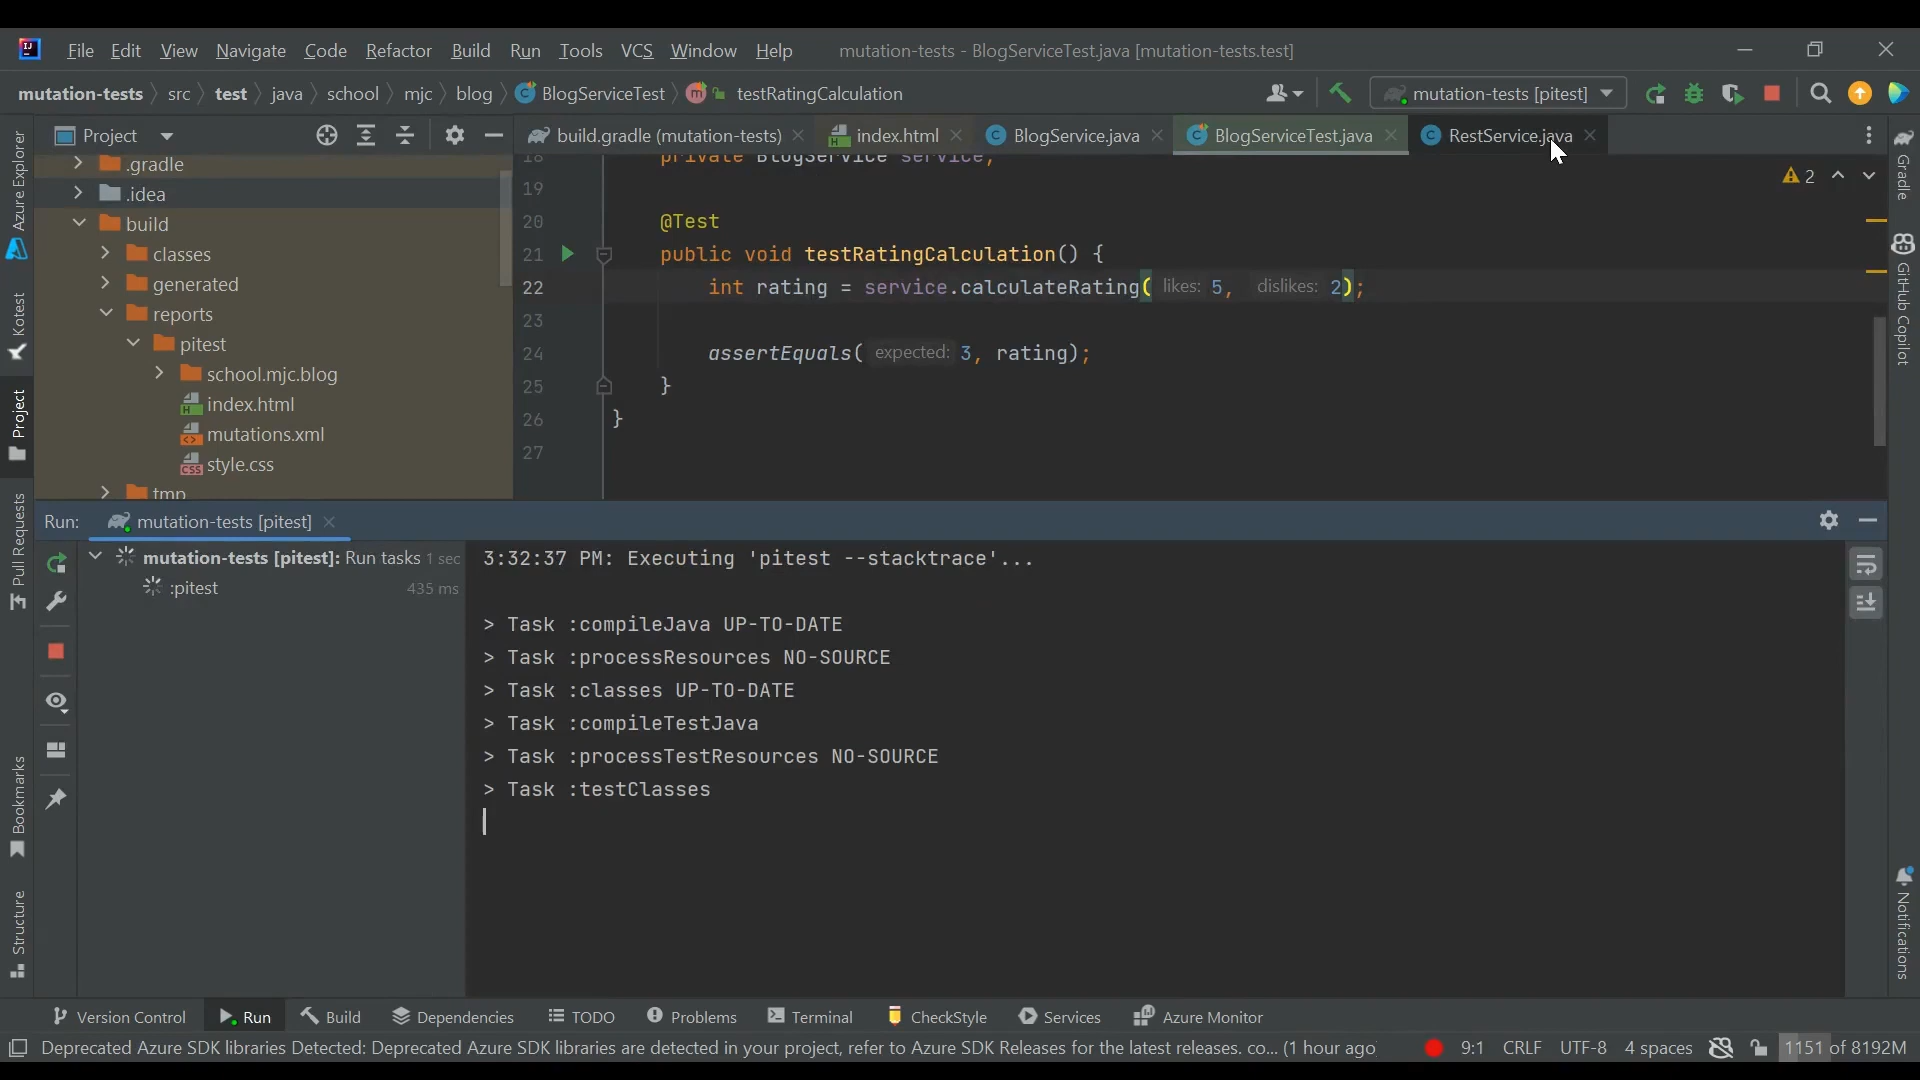 File Edit View Navigate Code Refactor Build Run Tools VCS Window Help mutation-tests - BlogServiceTest.java [mutation-tests.test]
mutation-tests src test java school mjc blog BlogServiceTest testRatingCalculation mutation-tests [pitest]
Project build.gradle (mutation-tests) index.html BlogService.java BlogServiceTest.java RestService.java
.gradle
.idea
build
classes
generated
reports
pitest
school.mjc.blog
index.html
mutations.xml
style.css
tmp
18 private BlogService service;
19
20 @Test
21 public void testRatingCalculation() {
22 int rating = service.calculateRating( likes: 5, dislikes: 2);
23
24 assertEquals( expected: 3, rating);
25 }
26 }
27
2
Azure Explorer
Kotest
Project
Pull Requests
Bookmarks
Structure
Gradle
GitHub Copilot
Notifications
Run: mutation-tests [pitest]
mutation-tests [pitest]: Run tasks 1 sec
:pitest 435 ms
3:32:37 PM: Executing 'pitest --stacktrace'...
> Task :compileJava UP-TO-DATE
> Task :processResources NO-SOURCE
> Task :classes UP-TO-DATE
> Task :compileTestJava
> Task :processTestResources NO-SOURCE
> Task :testClasses
Version Control Run Build Dependencies TODO Problems Terminal CheckStyle Services Azure Monitor
Deprecated Azure SDK libraries Detected: Deprecated Azure SDK libraries are detected in your project, refer to Azure SDK Releases for the latest releases. co... (1 hour ago 9:1 CRLF UTF-8 4 spaces 1151 of 8192M